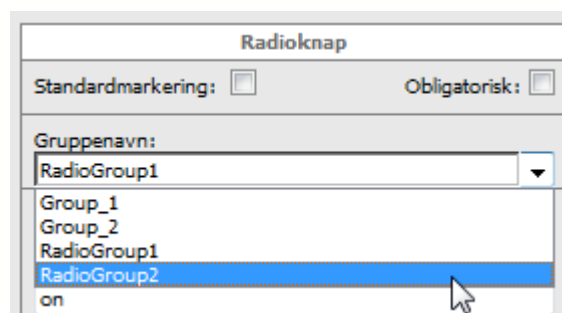 Radioknap
Standardmarkering: Obligatorisk:
Gruppenavn:
RadioGroup1
Group_1
Group_2
RadioGroup1
RadioGroup2
on